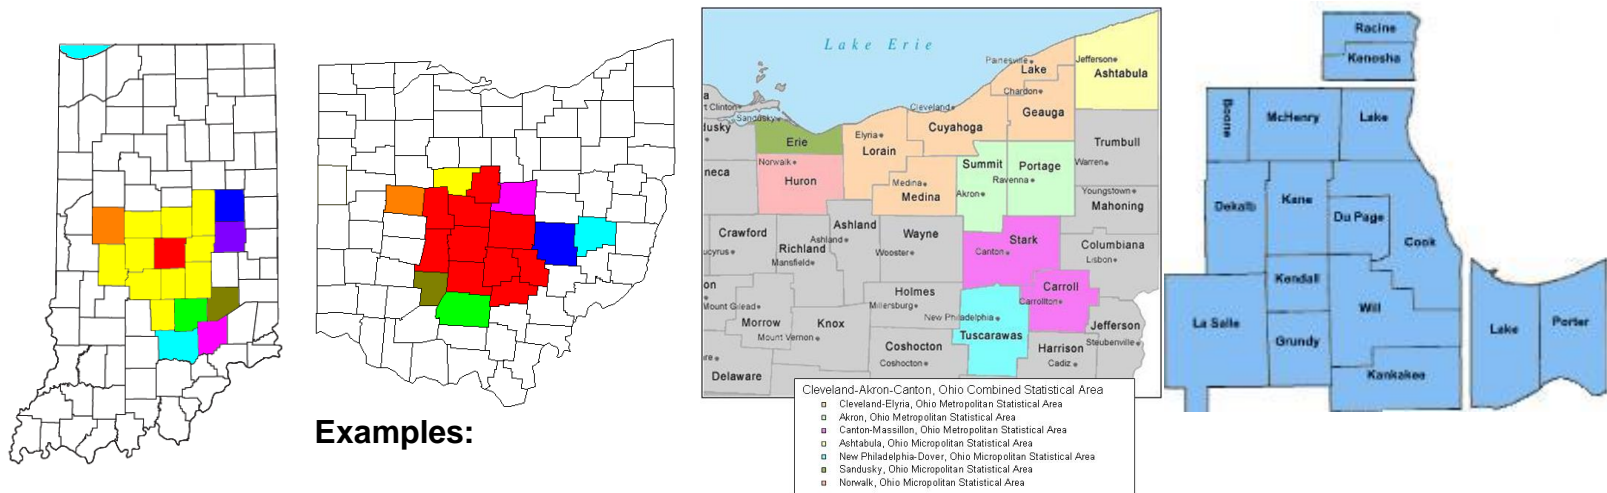 Examples:
Lake Erie
Painesville
Lake
Jefferson
Ashtabula
Chardon
Geauga
t Clinton
Sandusky
dusky
Cleveland
Cuyahoga
Erie
Elyria
Lorain
Trumbull
Norwalk
Huron
neca
Medina
Medina
Summit
Akron
Portage
Ravenna
Warren
Youngstown
Mahoning
Crawford
ucyrus
Ashland
Ashland
Richland
Mansfield
Wayne
Wooster
Stark
Canton
Columbiana
Lisbon
on
Mount Gilead
Morrow
Knox
Mount Vernon
Holmes
Millersburg
New Philadelphia
Tuscarawas
Carroll
Carrollton
Jefferson
Steubenville
Harrison
Cadiz
Coshocton
Coshocton
Delaware
Cleveland-Akron-Canton, Ohio Combined Statistical Area
Cleveland-Elyria, Ohio Metropolitan Statistical Area
Akron, Ohio Metropolitan Statistical Area
Canton-Massillon, Ohio Metropolitan Statistical Area
Ashtabula, Ohio Micropolitan Statistical Area
New Philadelphia-Dover, Ohio Micropolitan Statistical Area
Sandusky, Ohio Micropolitan Statistical Area
Norwalk, Ohio Micropolitan Statistical Area
Racine
Kenosha
Boone
McHenry
Lake
Dekalb
Kane
Du Page
Cook
Kendall
Will
La Salle
Grundy
Kankakee
Lake
Porter